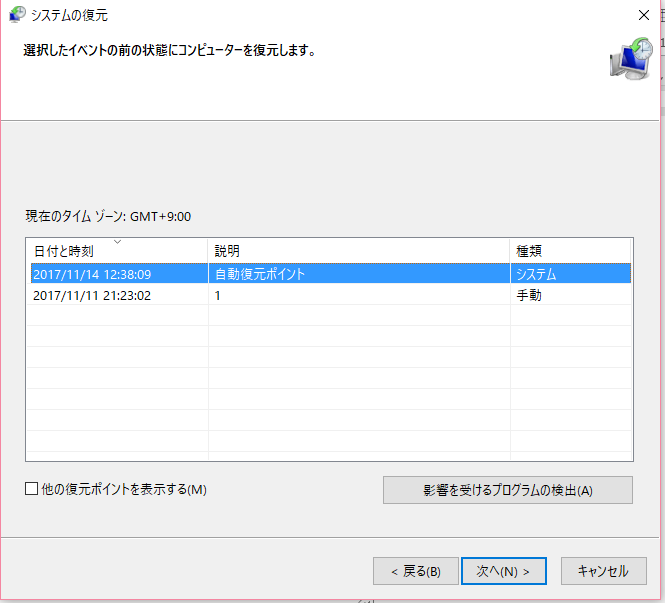 システムの復元
選択したイベントの前の状態にコンピューターを復元します。
現在のタイム ゾーン: GMT+9:00
日付と時刻 説明 種類
2017/11/14 12:38:09 自動復元ポイント システム
2017/11/11 21:23:02 1 手動
他の復元ポイントを表示する(M) 影響を受けるプログラムの検出(A)
< 戻る(B) 次へ(N) > キャンセル